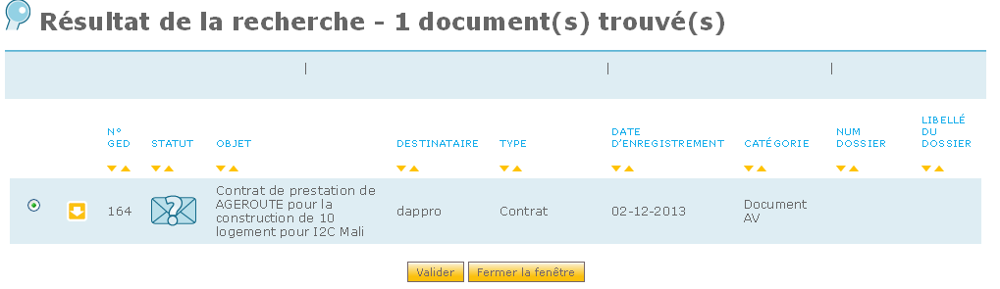 Résultat de la recherche - 1 document(s) trouvé(s)
N° GED STATUT OBJET DESTINATAIRE TYPE DATE D'ENREGISTREMENT CATÉGORIE NUM DOSSIER LIBELLÉ DU DOSSIER
164
Contrat de prestation de
AGEROUTE pour la
construction de 10
logement pour I2C Mali
dappro
Contrat
02-12-2013
Document
AV
Valider
Fermer la fenêtre